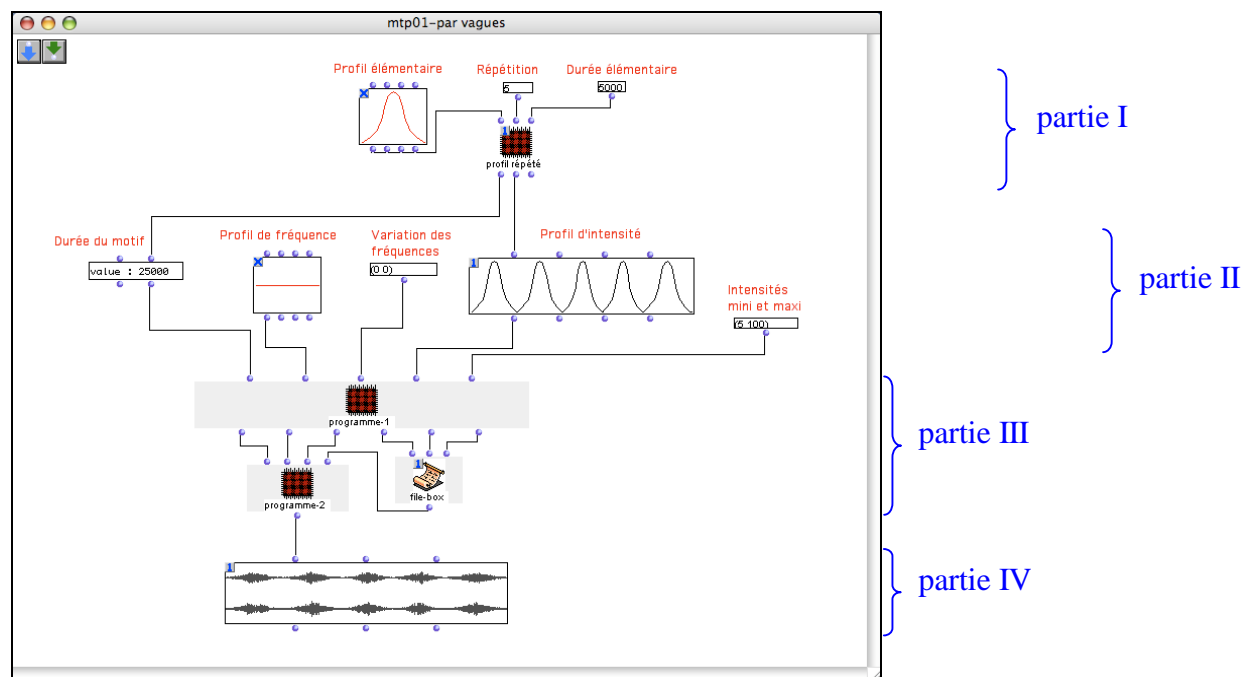 mtp01-par vagues
Profil élémentaire
Répétition
Durée élémentaire
5
5000
1
profil répété
partie I
Durée du motif
Profil de fréquence
Variation des
fréquences
Profil d'intensité
value : 25000
(0 0)
1
Intensités
mini et maxi
(5 100)
partie II
programme-1
1
programme-2
file-box
partie III
1
partie IV